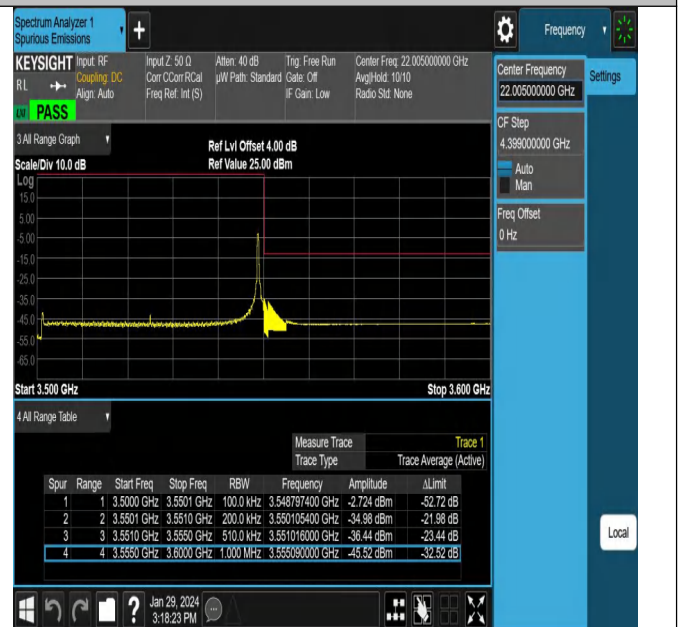 Spectrum Analyzer 1
Spurious Emissions
+
Frequency
KEYSIGHT Input: RF Input Z: 50 Ω Atten: 40 dB Trig: Free Run Center Freq: 22.005000000 GHz
RL Coupling: DC Corr CCorr RCal µW Path: Standard Gate: Off Avg|Hold: 10/10
Align: Auto Freq Ref: Int (S) IF Gain: Low Radio Std: None
PASS
Center Frequency
22.005000000 GHz
Settings
CF Step
4.399000000 GHz
Auto
Man
Freq Offset
0 Hz
3 All Range Graph
Ref Lvl Offset 4.00 dB
Scale/Div 10.0 dB Ref Value 25.00 dBm
Log
15.0
5.00
-5.00
-15.0
-25.0
-35.0
-45.0
-55.0
-65.0
Start 3.500 GHz Stop 3.600 GHz
4 All Range Table
Measure Trace Trace 1
Trace Type Trace Average (Active)
Spur Range Start Freq Stop Freq RBW Frequency Amplitude ΔLimit
1 1 3.5000 GHz 3.5501 GHz 100.0 kHz 3.548797400 GHz -2.724 dBm -52.72 dB
2 2 3.5501 GHz 3.5510 GHz 200.0 kHz 3.550105400 GHz -34.98 dBm -21.98 dB
3 3 3.5510 GHz 3.5550 GHz 510.0 kHz 3.551016000 GHz -36.44 dBm -23.44 dB
4 4 3.5550 GHz 3.6000 GHz 1.000 MHz 3.555090000 GHz -45.52 dBm -32.52 dB
Local
? Jan 29, 2024
3:18:23 PM